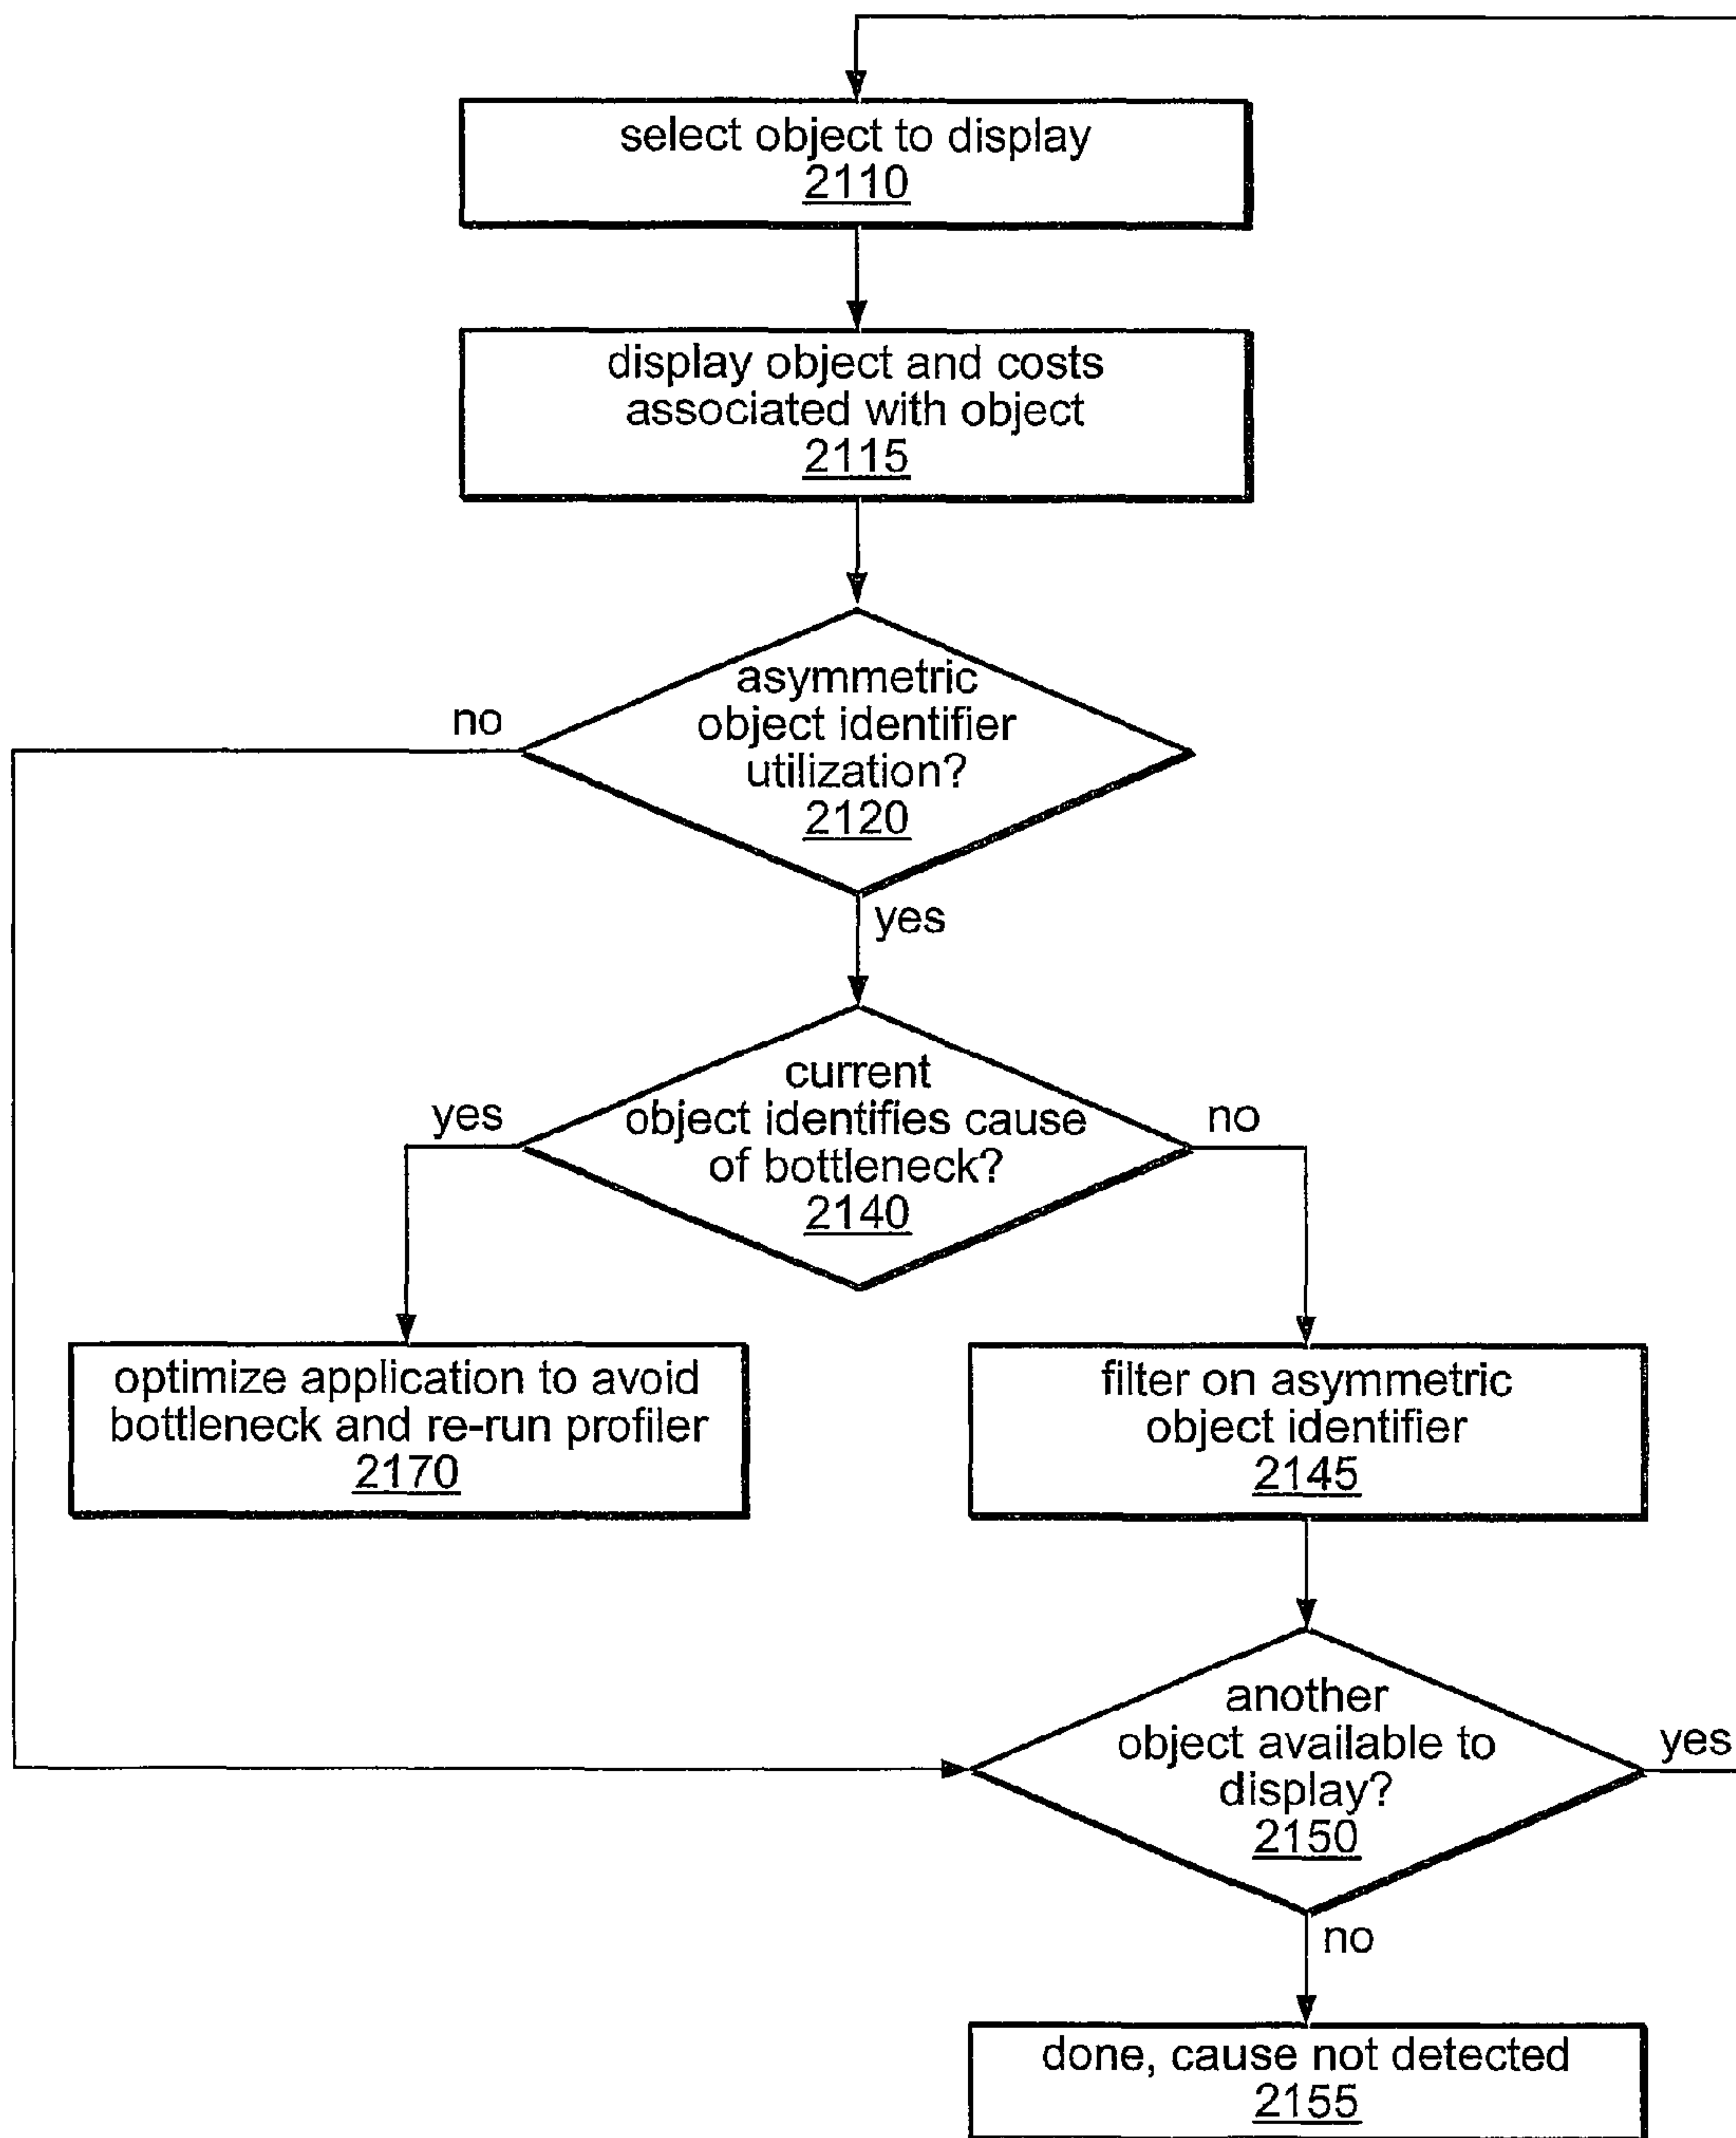 select object to display
2110
display object and costs
associated with object
2115
asymmetric
object identifier
utilization?
2120
no
yes
current
object identifies cause
of bottleneck?
2140
yes
no
optimize application to avoid
bottleneck and re-run profiler
2170
filter on asymmetric
object identifier
2145
another
object available to
display?
2150
yes
no
done, cause not detected
2155